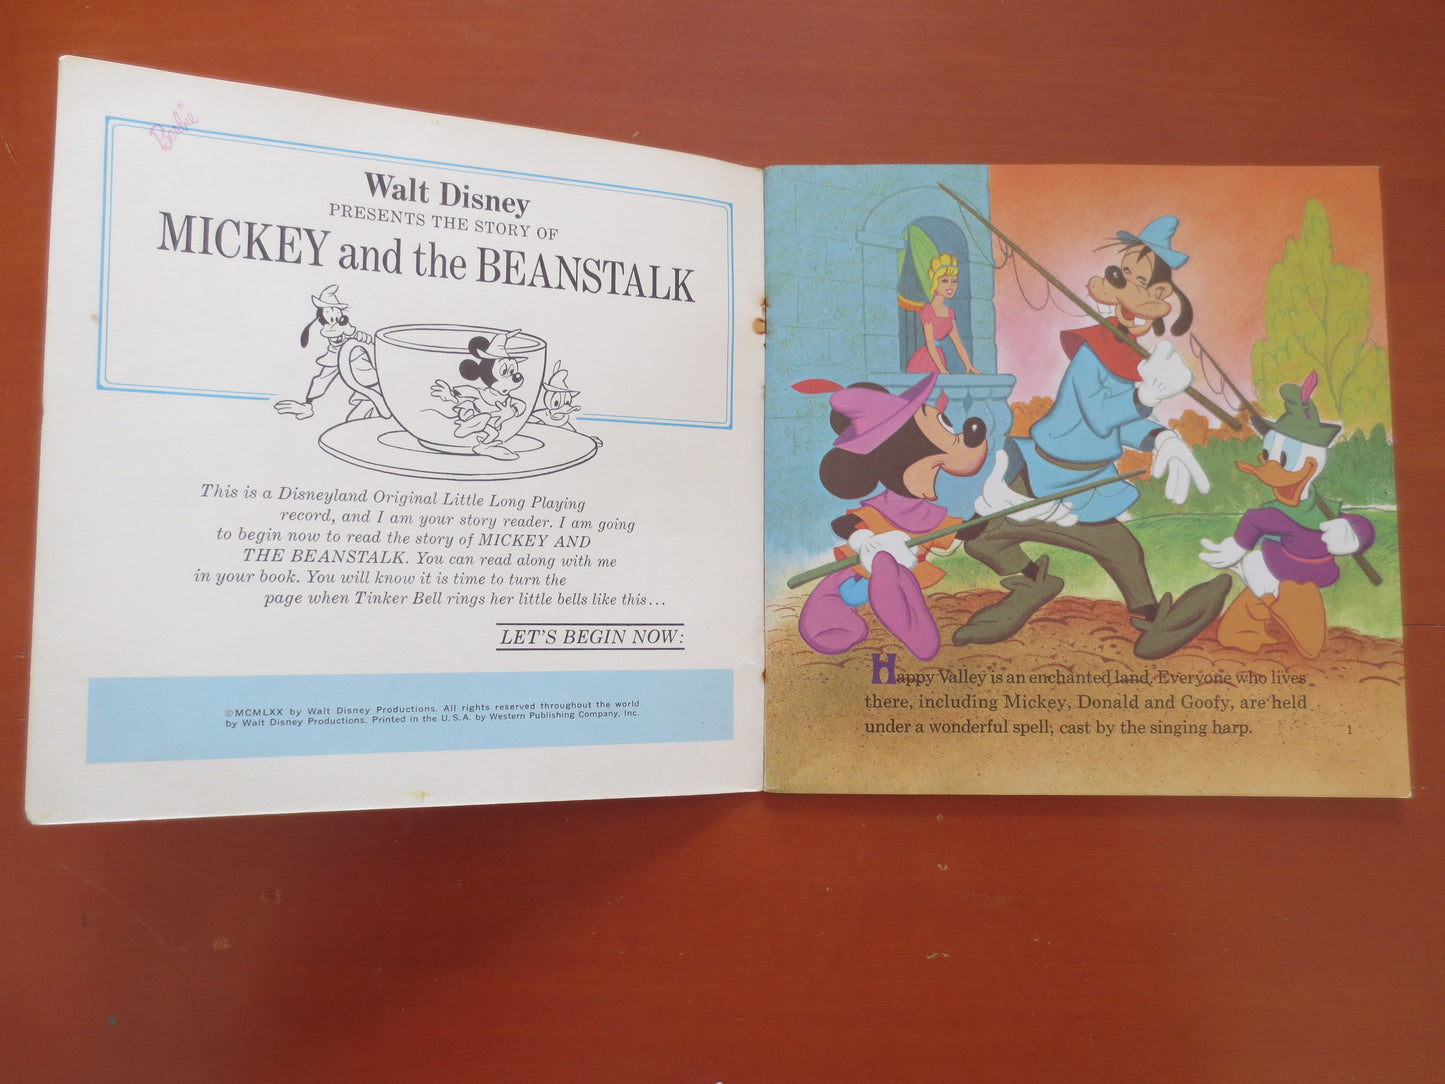 Barbie
Walt Disney
PRESENTS THE STORY OF
MICKEY and the BEANSTALK
This is a Disneyland Original Little Long Playing
record, and I am your story reader. I am going
to begin now to read the story of MICKEY AND
THE BEANSTALK. You can read along with me
in your book. You will know it is time to turn the
page when Tinker Bell rings her little bells like this...
LET'S BEGIN NOW:
©MCMLXX by Walt Disney Productions. All rights reserved throughout the world
by Walt Disney Productions. Printed in the U.S.A. by Western Publishing Company, Inc.
Happy Valley is an enchanted land. Everyone who lives
there, including Mickey, Donald and Goofy, are held
under a wonderful spell, cast by the singing harp.
1